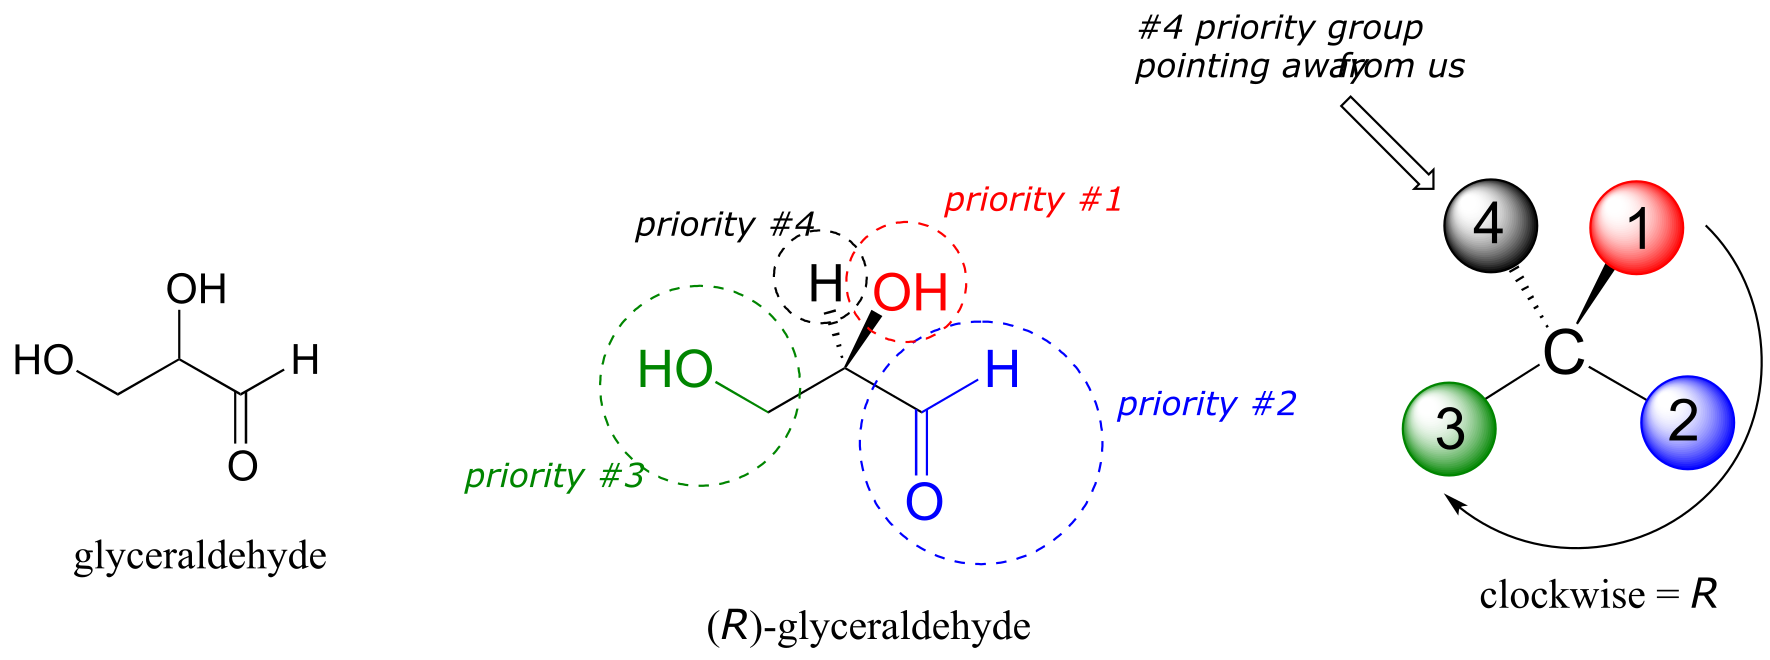 #4 priority group
pointing away from us
priority #1
priority #4
4
1
H
OH
OH
HO
H
HO
H
C
priority #2
3
2
O
priority #3
O
glyceraldehyde
clockwise = R
(R)-glyceraldehyde